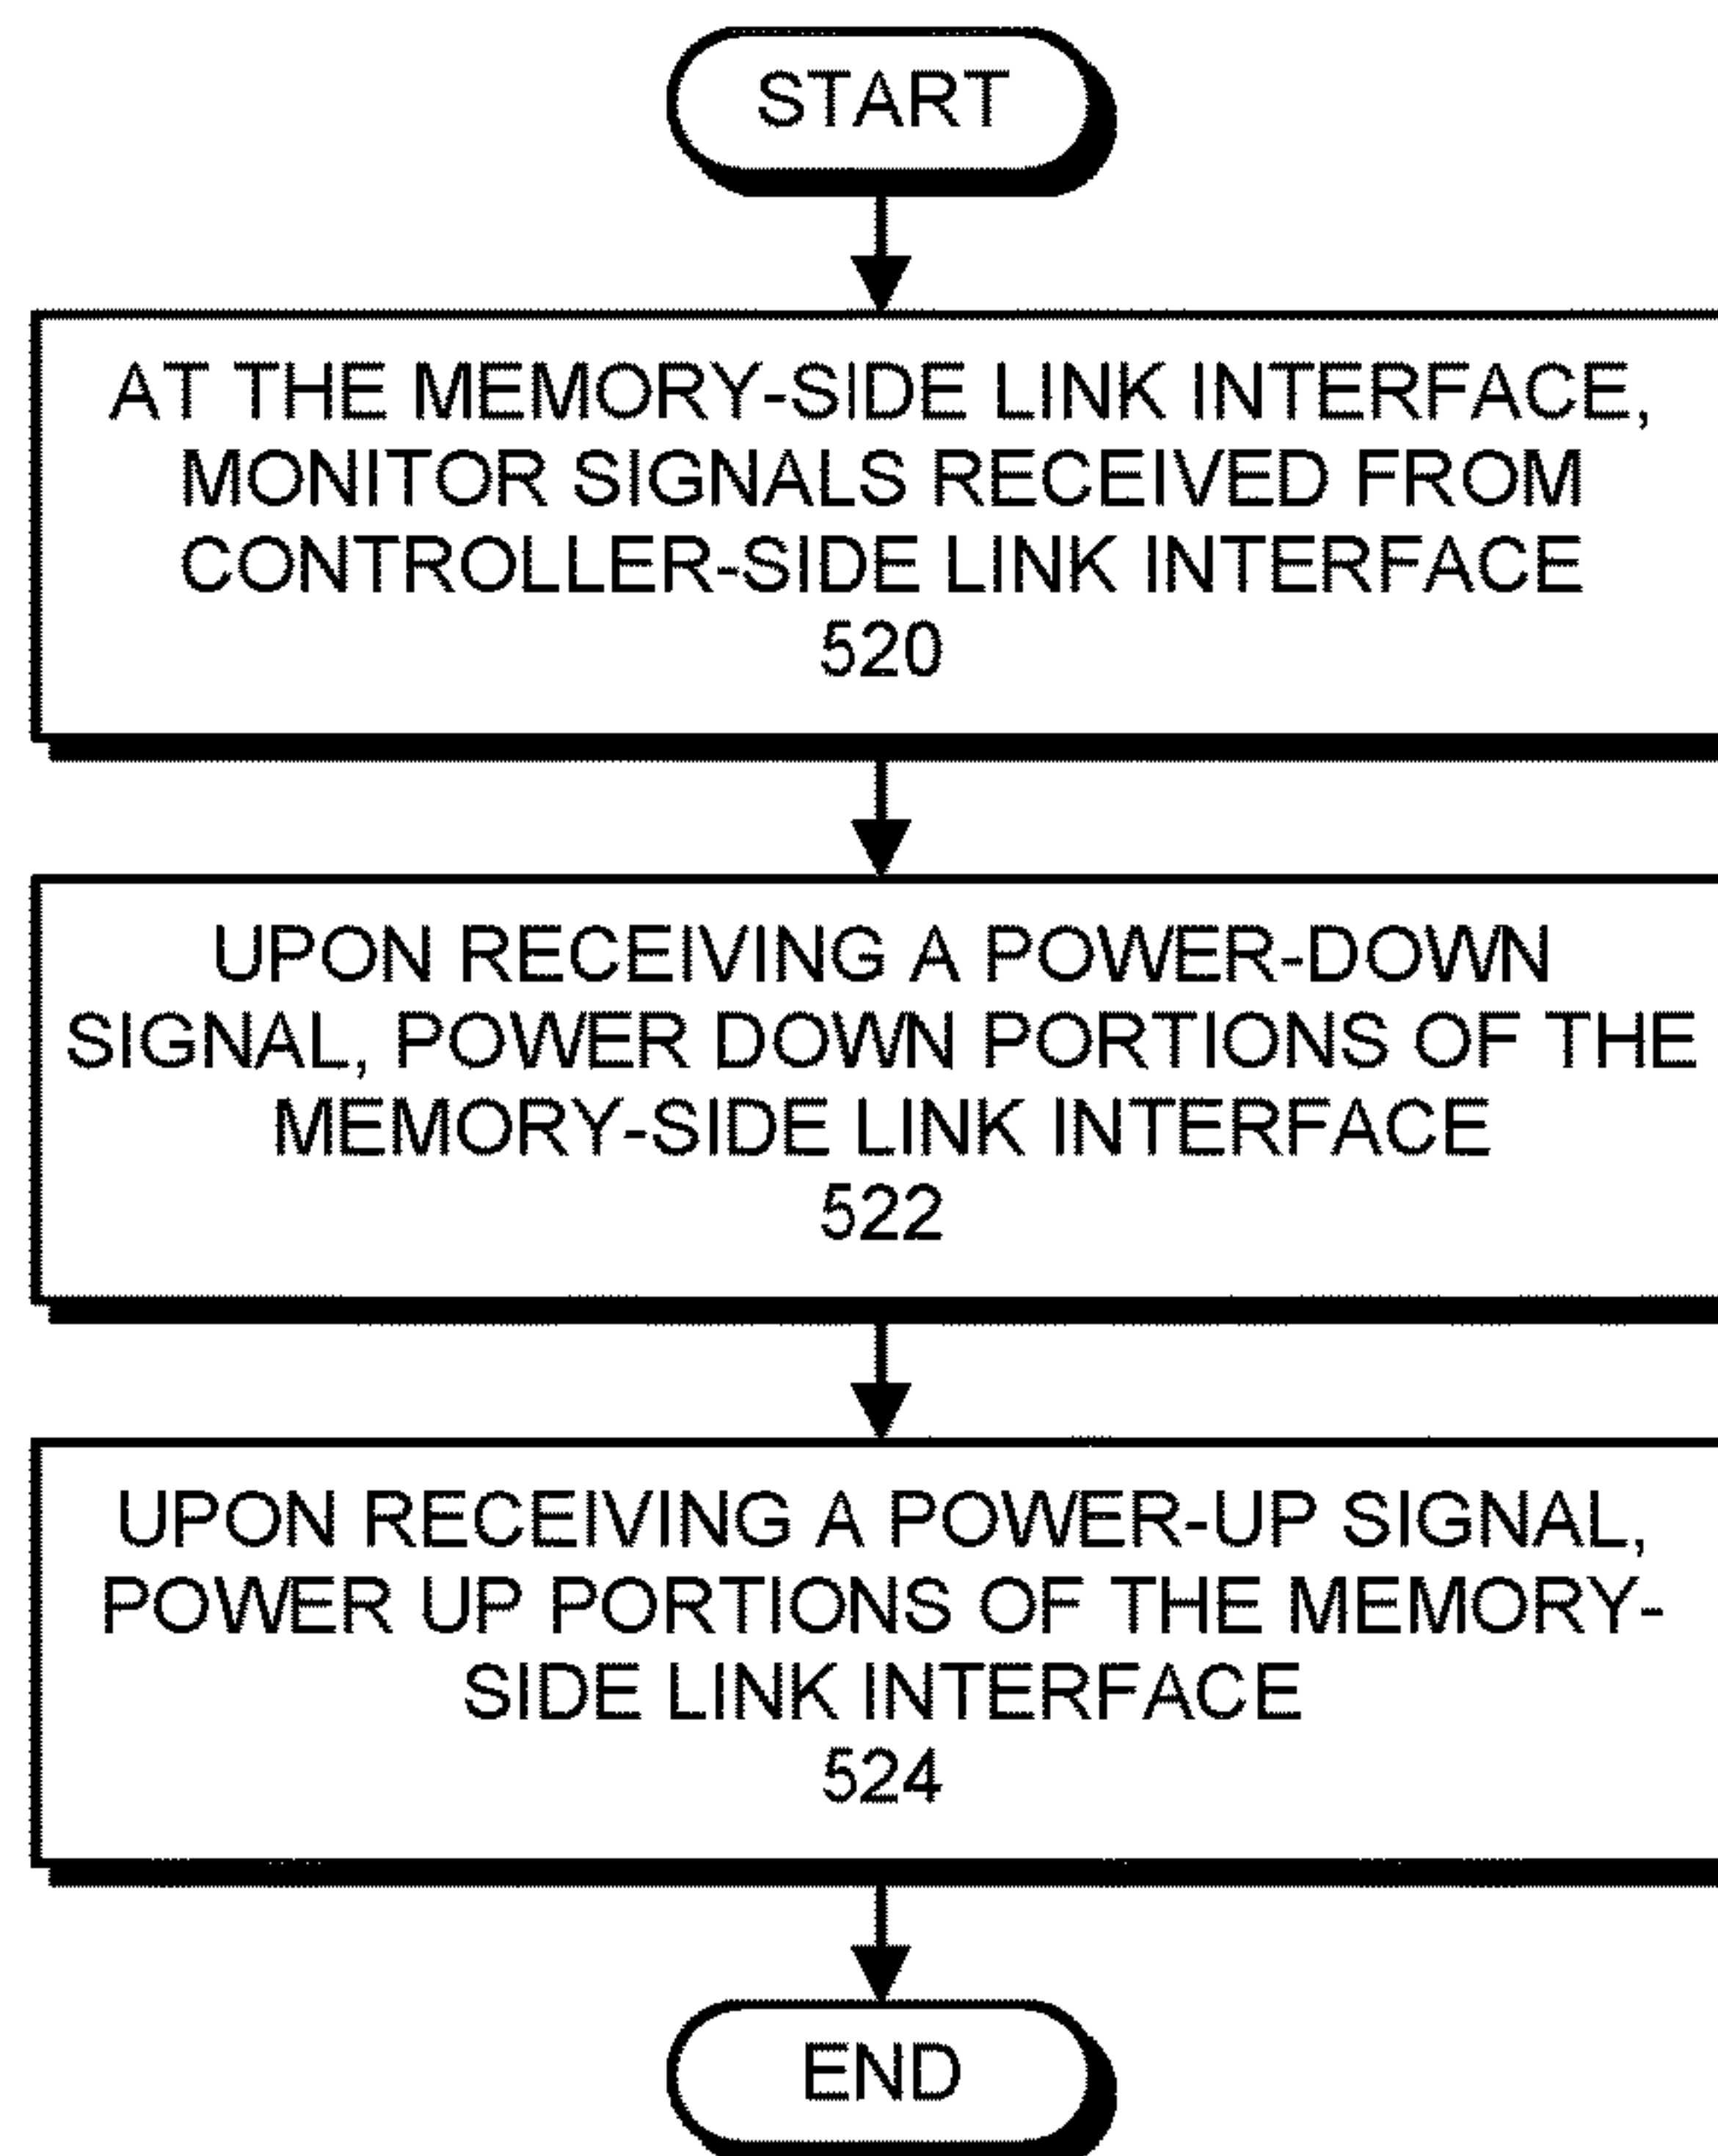 START
AT THE MEMORY-SIDE LINK INTERFACE,
MONITOR SIGNALS RECEIVED FROM
CONTROLLER-SIDE LINK INTERFACE
520
UPON RECEIVING A POWER-DOWN
SIGNAL, POWER DOWN PORTIONS OF THE
MEMORY-SIDE LINK INTERFACE
522
UPON RECEIVING A POWER-UP SIGNAL,
POWER UP PORTIONS OF THE MEMORY-
SIDE LINK INTERFACE
524
END